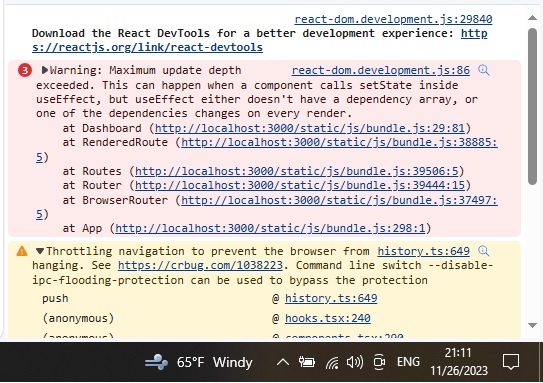 react-dom.development.js:29840
Download the React DevTools for a better development experience: http
s://reactjs.org/link/react-devtools
3 ▶Warning: Maximum update depth react-dom.development.js:86
exceeded. This can happen when a component calls setState inside
useEffect, but useEffect either doesn't have a dependency array, or
one of the dependencies changes on every render.
at Dashboard (http://localhost:3000/static/js/bundle.js:29:81)
at RenderedRoute (http://localhost:3000/static/js/bundle.js:38885:
5)
at Routes (http://localhost:3000/static/js/bundle.js:39506:5)
at Router (http://localhost:3000/static/js/bundle.js:39444:15)
at BrowserRouter (http://localhost:3000/static/js/bundle.js:37497:
5)
at App (http://localhost:3000/static/js/bundle.js:298:1)
▼Throttling navigation to prevent the browser from history.ts:649
hanging. See https://crbug.com/1038223. Command line switch --disable-
ipc-flooding-protection can be used to bypass the protection
push @ history.ts:649
(anonymous) @ hooks.tsx:240
(anonymous) @ components.tsx:290
65°F Windy ENG 21:11
11/26/2023